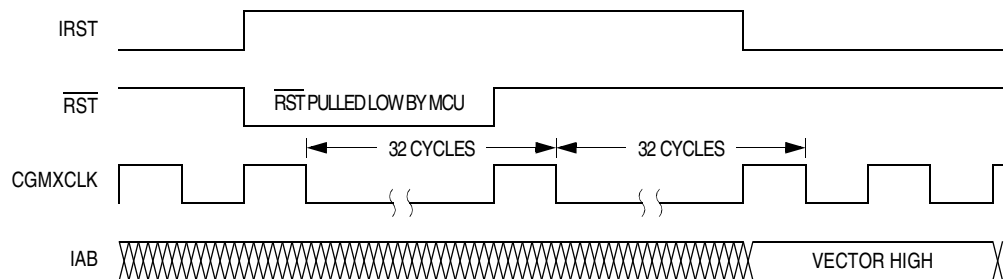 IRST
RST
RST PULLED LOW BY MCU
32 CYCLES
32 CYCLES
CGMXCLK
IAB
VECTOR HIGH